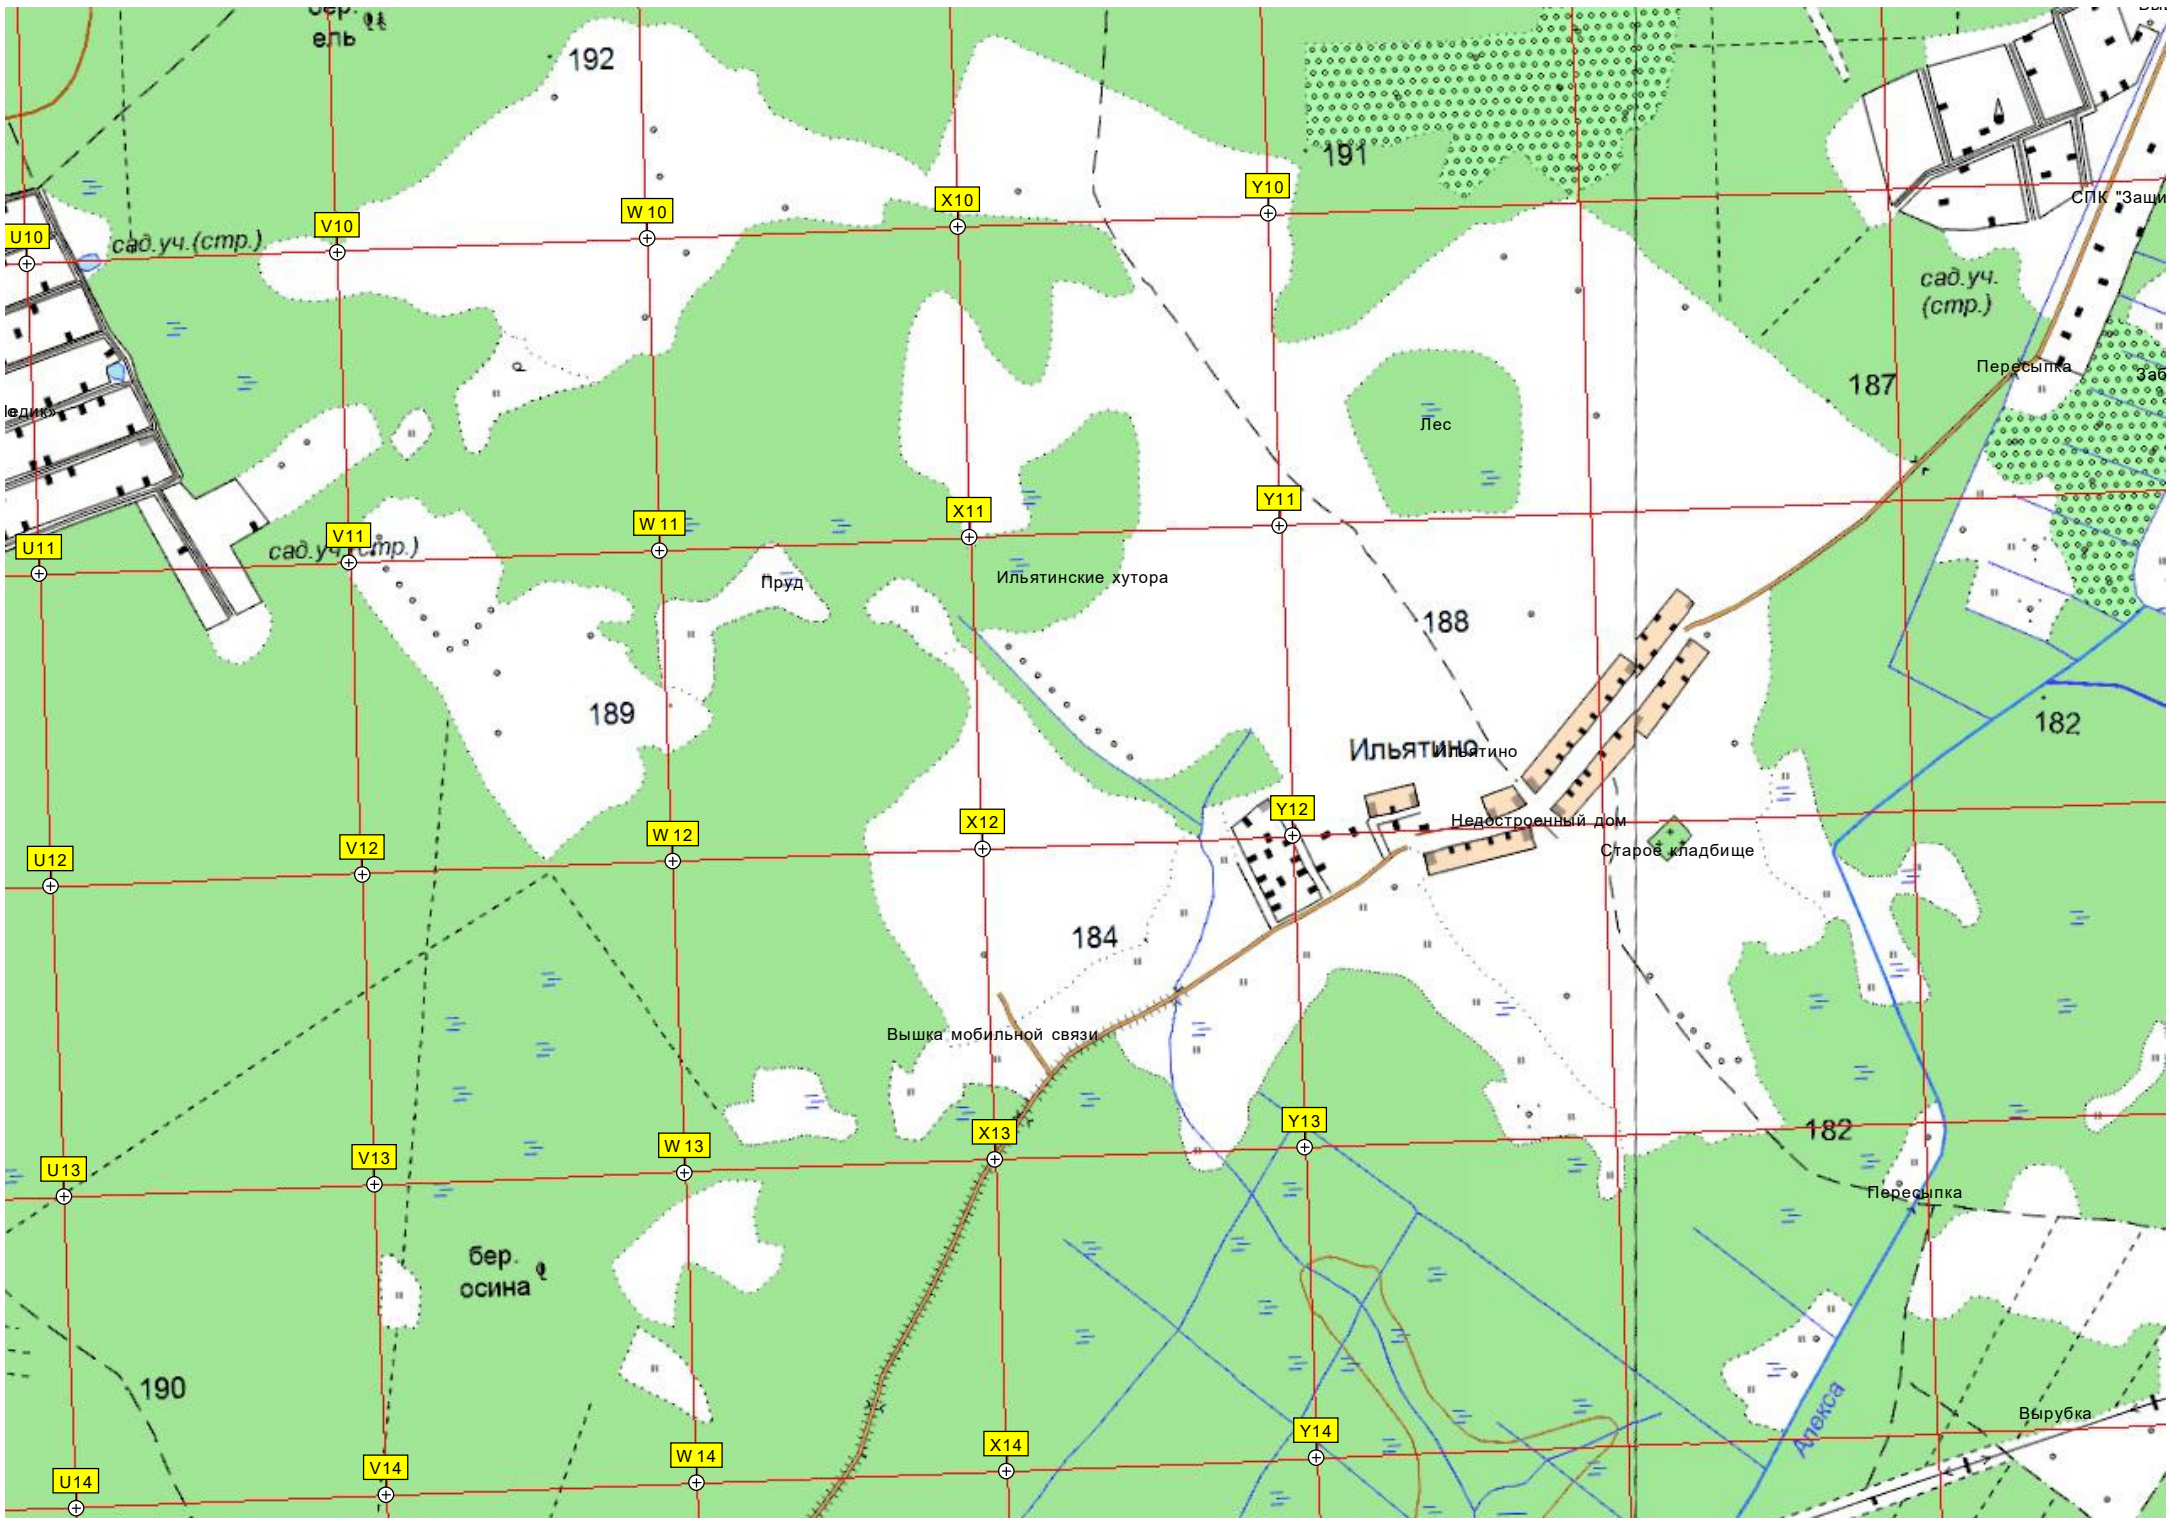 ель
192
191
Y10
X10
W 10
V10
U10
сад.уч.(стр.)
СПК "Защи
сад.уч.
(стр.)
Пересыпка
187
Заб
Лес
Y11
X11
W 11
V11
U11
сад.уч.(стр.)
Пруд
Ильятинские хутора
188
189
182
Ильятино
Ильятино
Y12
X12
W 12
V12
U12
Недостроенный дом
Старое кладбище
184
Вышка мобильной связи
Y13
X13
W 13
V13
U13
182
Пересыпка
бер.
осина
190
Алекса
Вырубка
Y14
X14
W 14
V14
U14